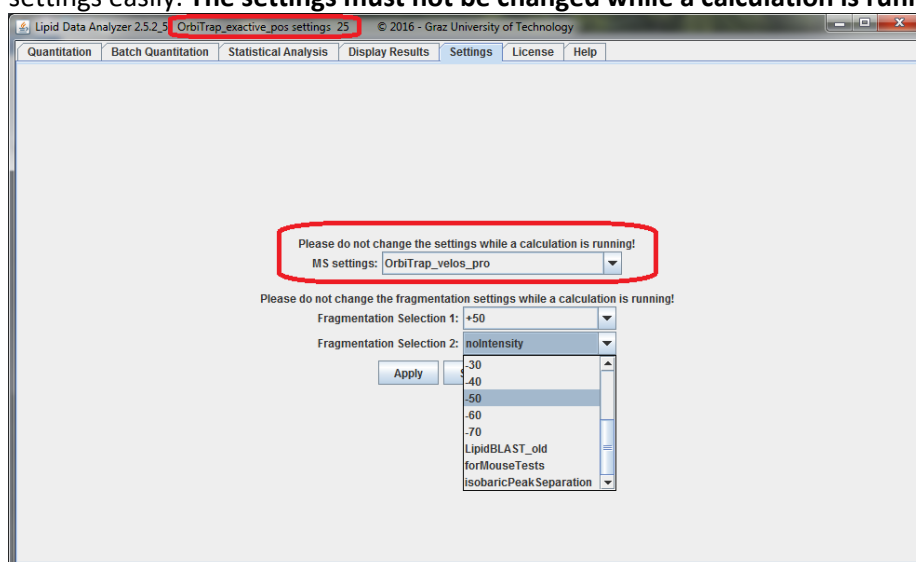 settings easily. The settings must not be changed while a calculation is
Lipid Data Analyzer 2.5.2_5 OrbiTrap_exactive_pos settings 25 © 2016 - Graz University of Technology
Quantitation Batch Quantitation Statistical Analysis Display Results Settings License Help
Please do not change the settings while a calculation is running!
MS settings: OrbiTrap_velos_pro
Please do not change the fragmentation settings while a calculation is running!
Fragmentation Selection 1: +50
Fragmentation Selection 2: noIntensity
Apply
-30
-40
-50
-60
-70
LipidBLAST_old
forMouseTests
isobaricPeakSeparation